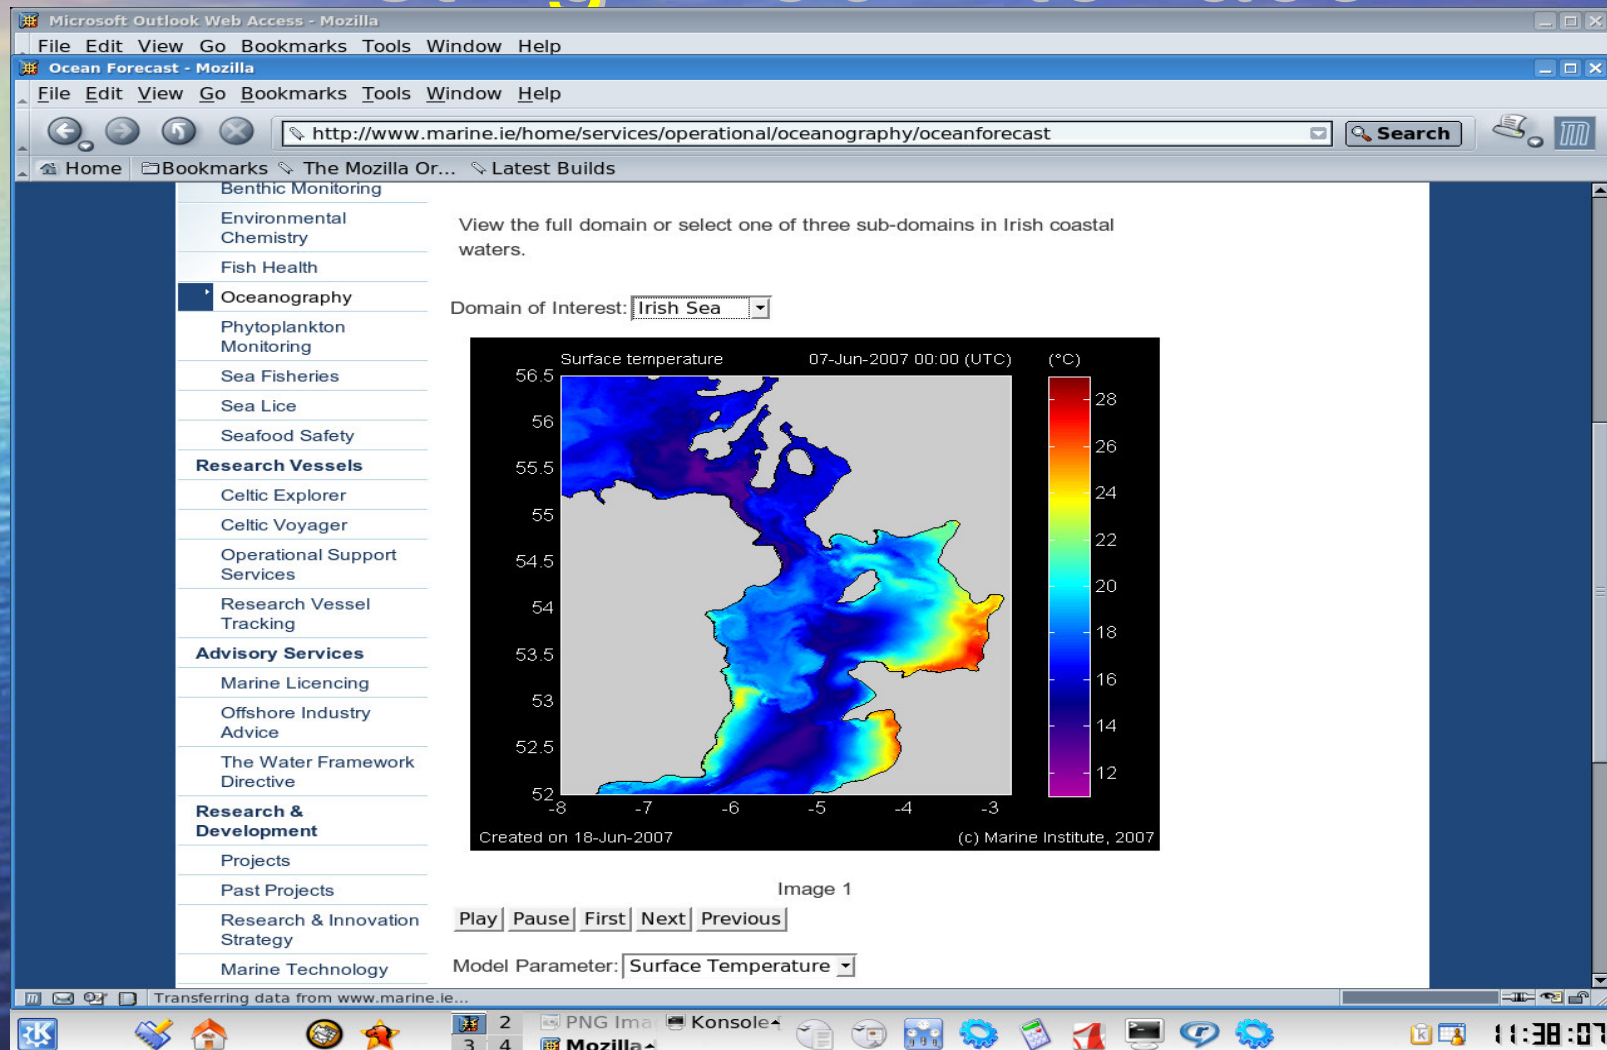 Microsoft Outlook Web Access - Mozilla
File Edit View Go Bookmarks Tools Window Help
Ocean Forecast - Mozilla
File Edit View Go Bookmarks Tools Window Help
http://www.marine.ie/home/services/operational/oceanography/oceanforecast
Search
Home Bookmarks The Mozilla Or... Latest Builds
Benthic Monitoring
Environmental
Chemistry
Fish Health
Oceanography
Phytoplankton
Monitoring
Sea Fisheries
Sea Lice
Seafood Safety
Research Vessels
Celtic Explorer
Celtic Voyager
Operational Support
Services
Research Vessel
Tracking
Advisory Services
Marine Licencing
Offshore Industry
Advice
The Water Framework
Directive
Research &
Development
Projects
Past Projects
Research & Innovation
Strategy
Marine Technology
View the full domain or select one of three sub-domains in Irish coastal
waters.
Domain of Interest: Irish Sea
Surface temperature 07-Jun-2007 00:00 (UTC) (°C)
56.5
56
55.5
55
54.5
54
53.5
53
52.5
52
-8 -7 -6 -5 -4 -3
28
26
24
22
20
18
16
14
12
Created on 18-Jun-2007 (c) Marine Institute, 2007
Image 1
Play Pause First Next Previous
Model Parameter: Surface Temperature
Transferring data from www.marine.ie...
2 PNG Ima Konsole
3 4 Mozilla
11:38:07